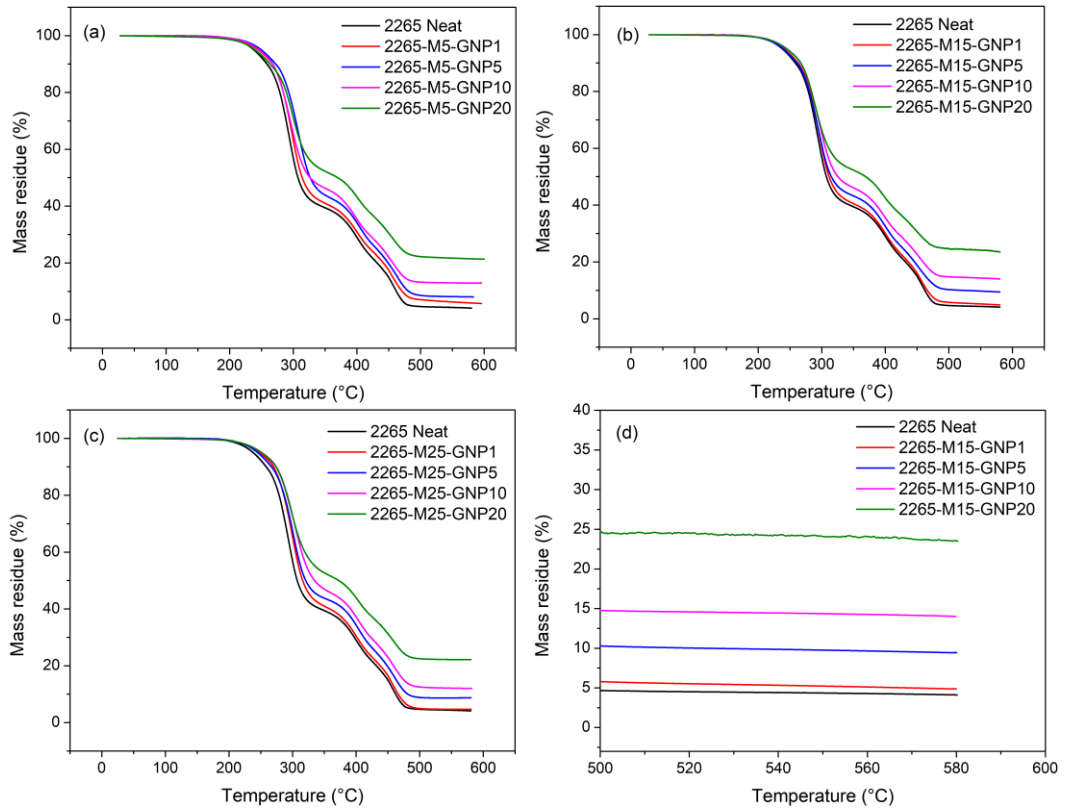 (a)
2265 Neat
2265-M5-GNP1
2265-M5-GNP5
2265-M5-GNP10
2265-M5-GNP20
100
80
60
40
20
0
Mass residue (%)
0 100 200 300 400 500 600
Temperature (°C)
(b)
2265 Neat
2265-M15-GNP1
2265-M15-GNP5
2265-M15-GNP10
2265-M15-GNP20
100
80
60
40
20
0
Mass residue (%)
0 100 200 300 400 500 600
Temperature (°C)
(c)
2265 Neat
2265-M25-GNP1
2265-M25-GNP5
2265-M25-GNP10
2265-M25-GNP20
100
80
60
40
20
0
Mass residue (%)
0 100 200 300 400 500 600
Temperature (°C)
(d)
2265 Neat
2265-M15-GNP1
2265-M15-GNP5
2265-M15-GNP10
2265-M15-GNP20
40
35
30
25
20
15
10
5
0
Mass residue (%)
500 520 540 560 580 600
Temperature (°C)